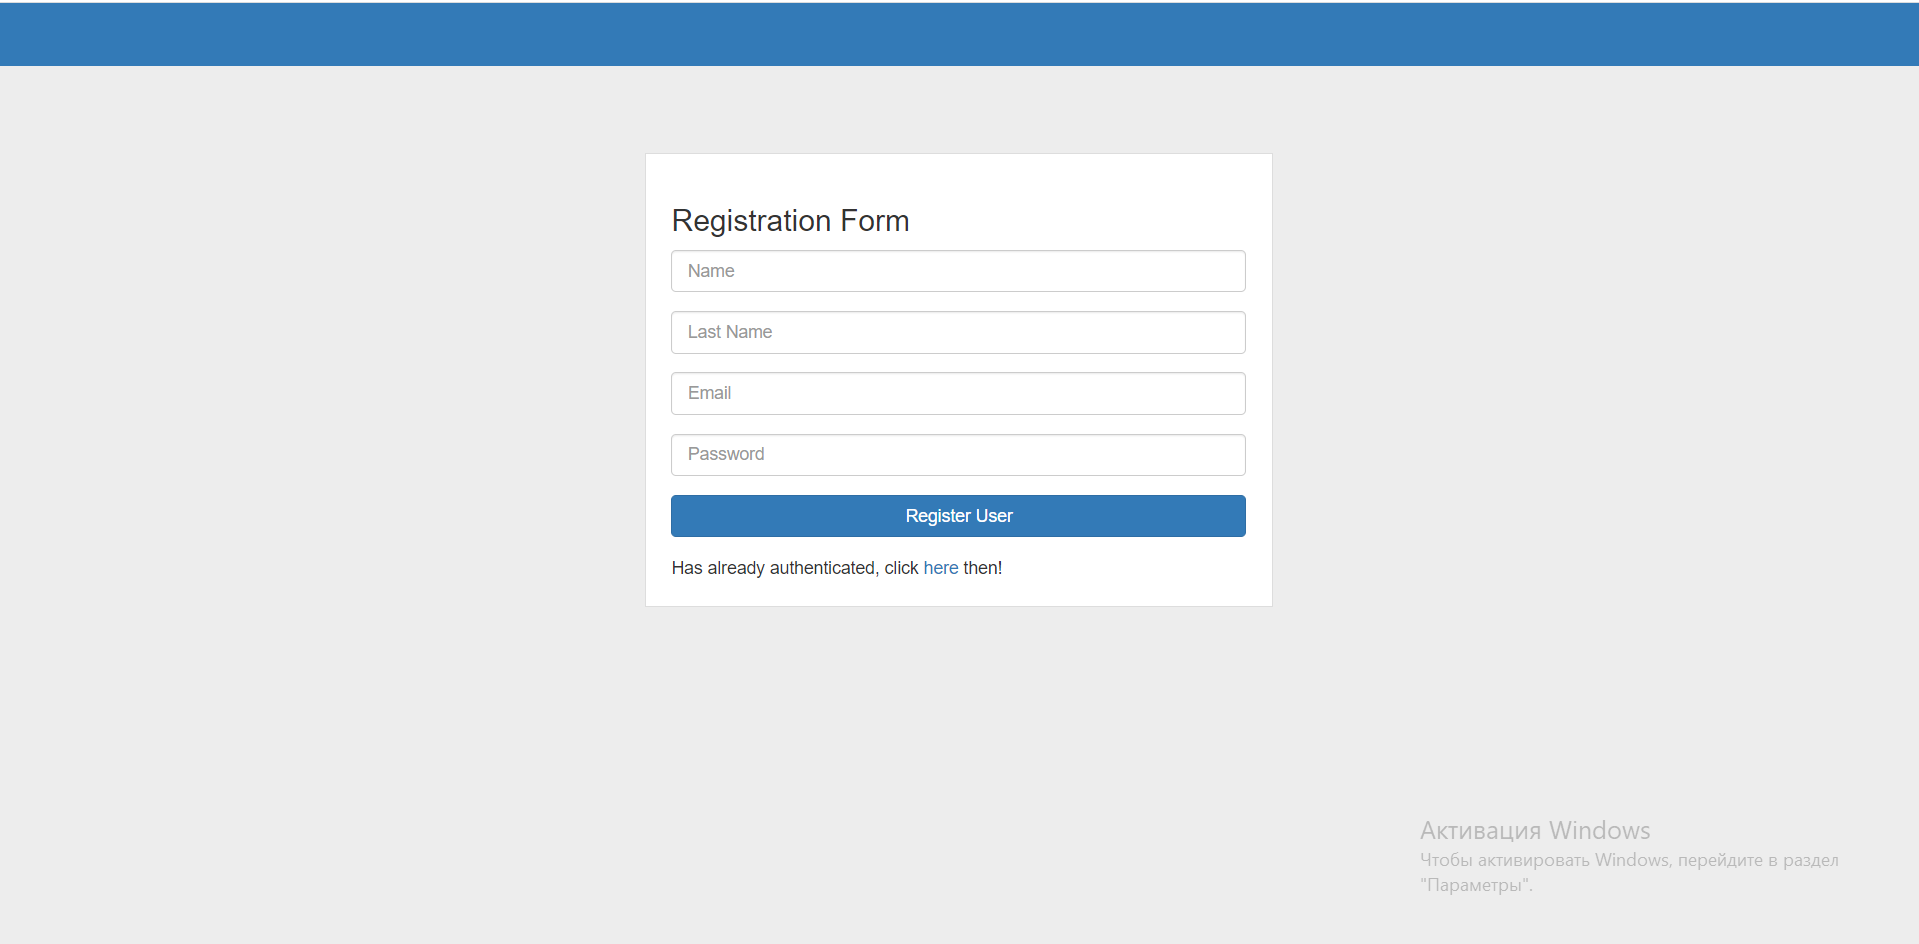 Registration Form
Name
Last Name
Email
Password
Register User
Has already authenticated, click here then!
Активация Windows
Чтобы активировать Windows, перейдите в раздел
"Параметры".